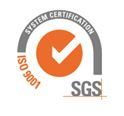 SYSTEM CERTIFICATION
ISO 9001
SGS